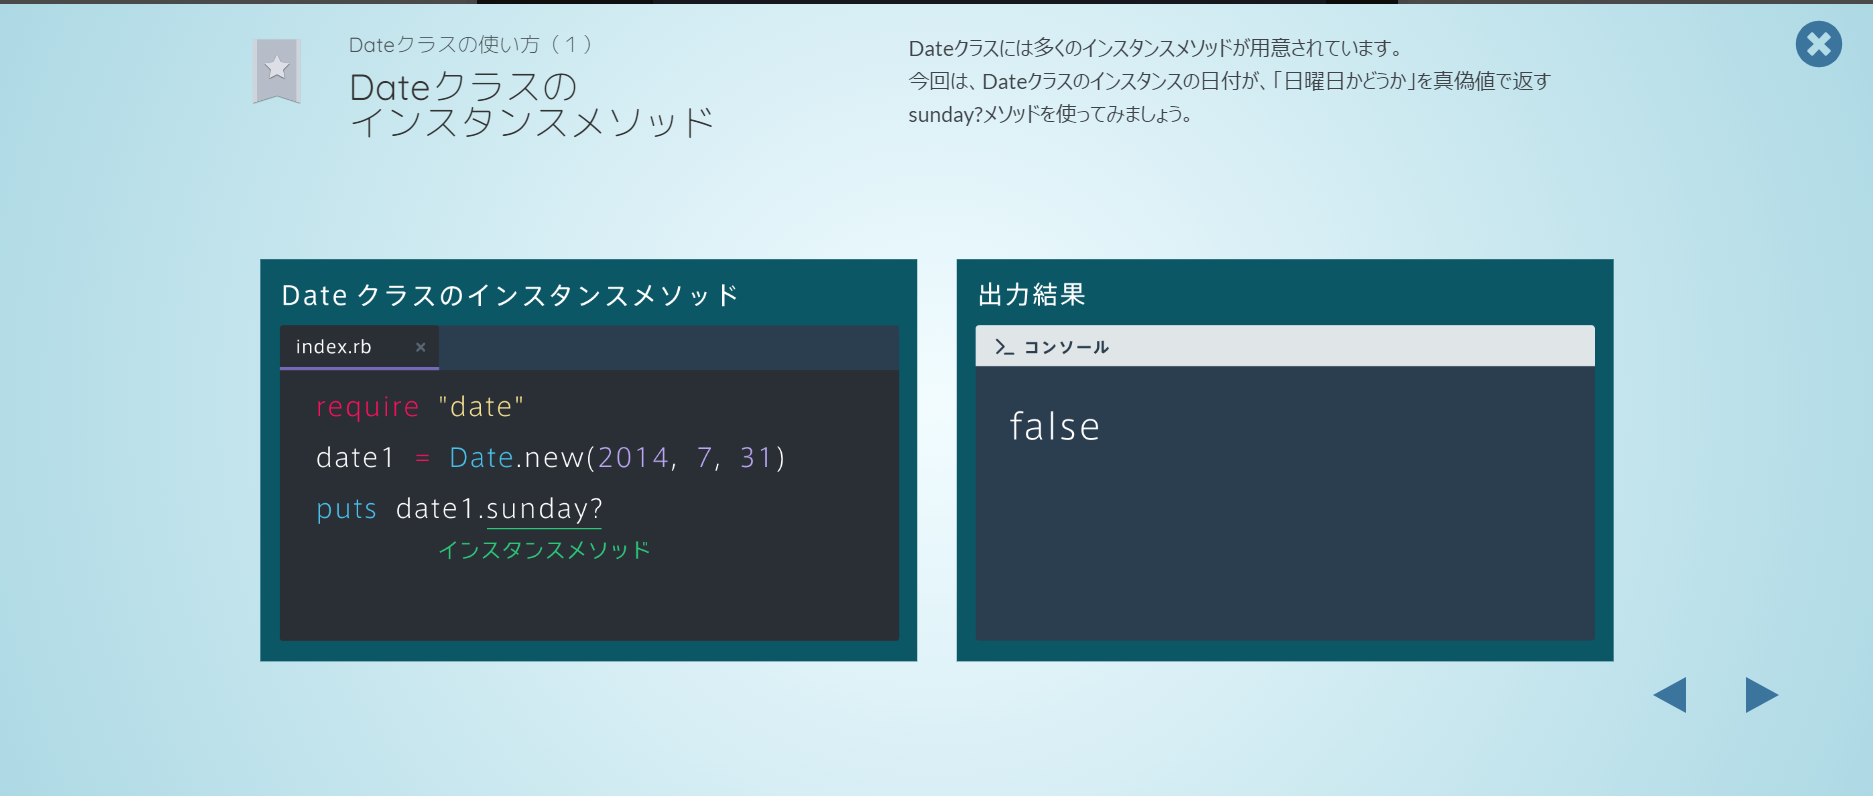 Dateクラスの使い方（１）
Dateクラスの
インスタンスメソッド
Dateクラスには多くのインスタンスメソッドが用意されています。
今回は、Dateクラスのインスタンスの日付が、「日曜日かどうか」を真偽値で返す
sunday?メソッドを使ってみましょう。
Date クラスのインスタンスメソッド
index.rb ×
require "date"
date1 = Date.new(2014, 7, 31)
puts date1.sunday?
インスタンスメソッド
出力結果
>_ コンソール
false